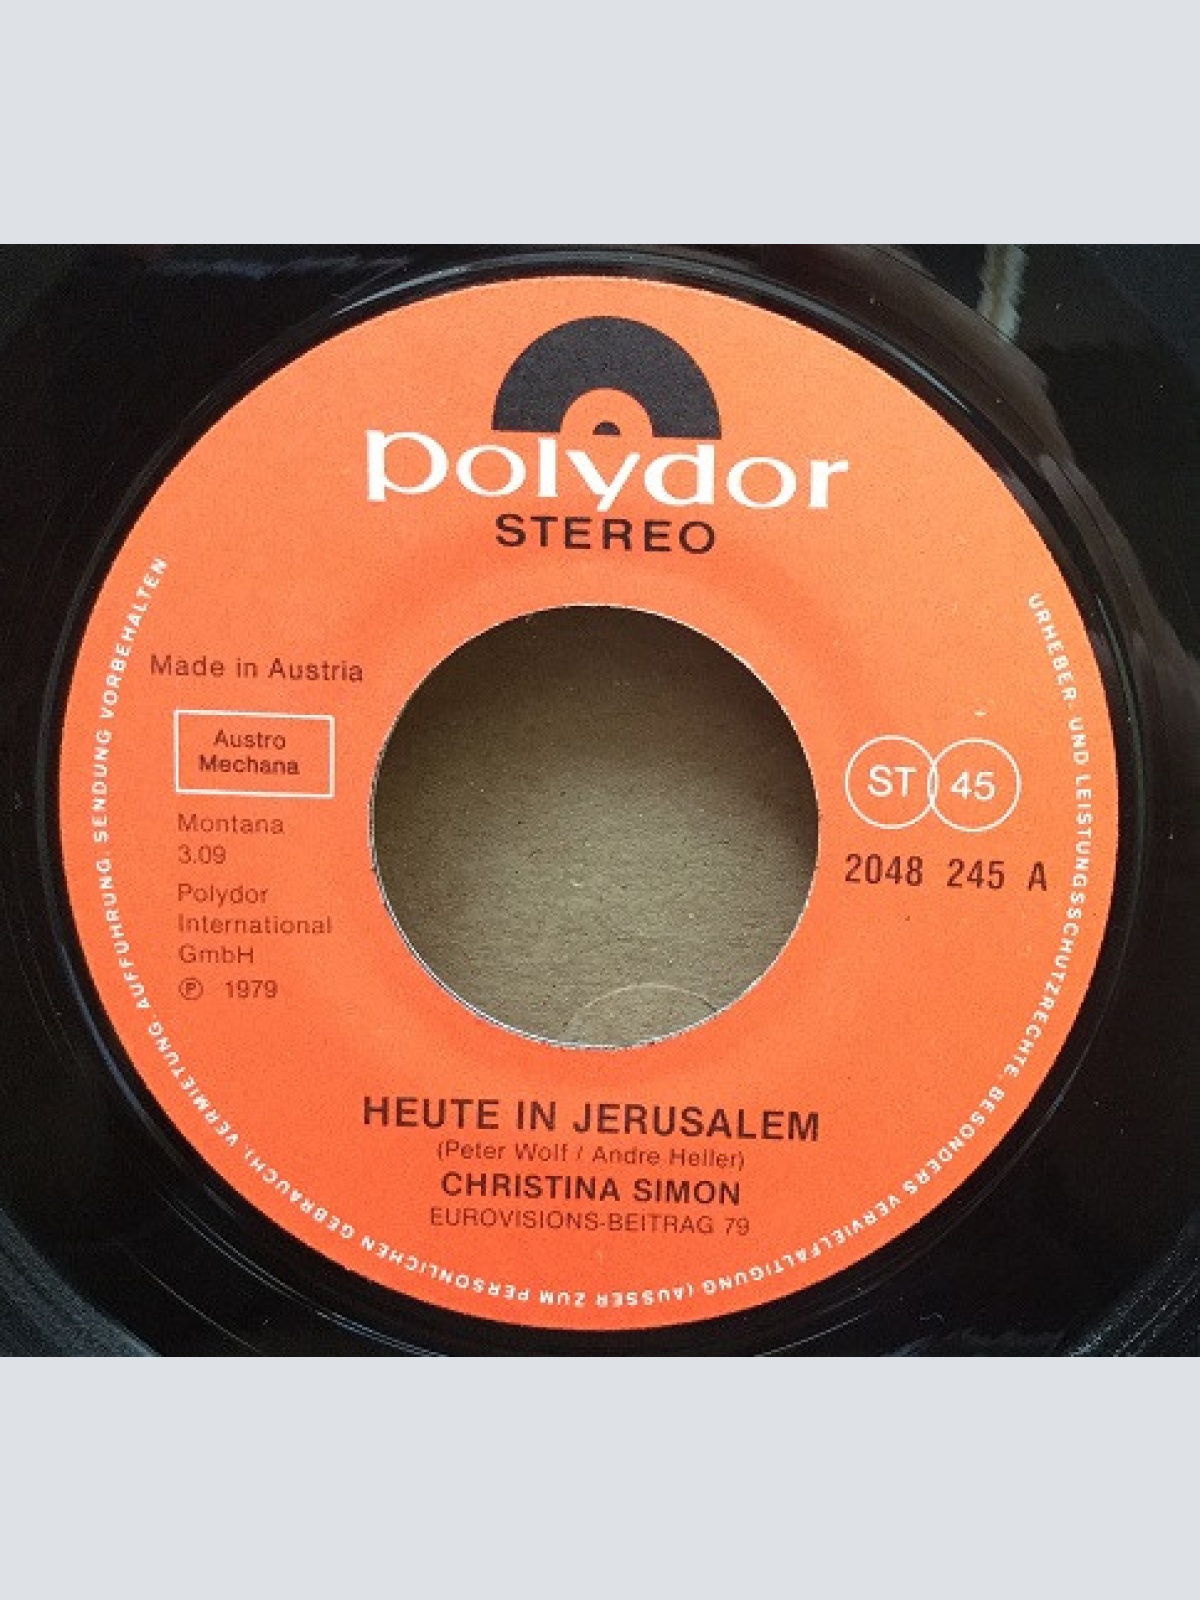 polydor
STEREO
Made in Austria
Austro
Mechana
Montana
3.09
Polydor
International
GmbH
℗ 1979
ST 45
2048 245 A
HEUTE IN JERUSALEM
(Peter Wolf / Andre Heller)
CHRISTINA SIMON
EUROVISIONS-BEITRAG 79
URHEBER- UND LEISTUNGSSCHUTZRECHTE, BESONDERS VERVIELFÄLTIGUNG (AUSSER ZUM PERSÖNLICHEN GEBRAUCH), VERMIETUNG, AUFFÜHRUNG, SENDUNG VORBEHALTEN